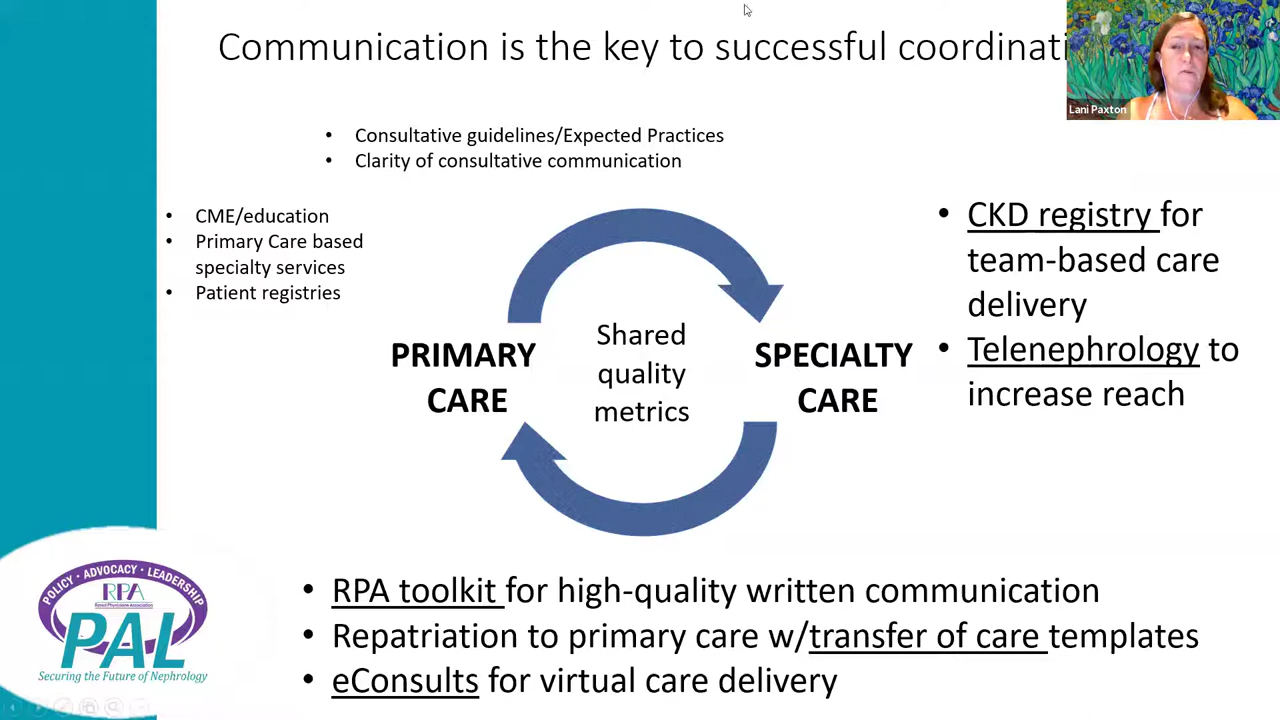 Communication is the key to successful coordinati
Lani Paxton
• Consultative guidelines/Expected Practices
• Clarity of consultative communication
• CME/education
• Primary Care based
specialty services
• Patient registries
• CKD registry for
team-based care
delivery
• Telenephrology to
increase reach
PRIMARY
CARE
Shared
quality
metrics
SPECIALTY
CARE
• RPA toolkit for high-quality written communication
• Repatriation to primary care w/transfer of care templates
• eConsults for virtual care delivery
POLICY • ADVOCACY • LEADERSHIP
RPA
Renal Physicians Association
PAL
Securing the Future of Nephrology